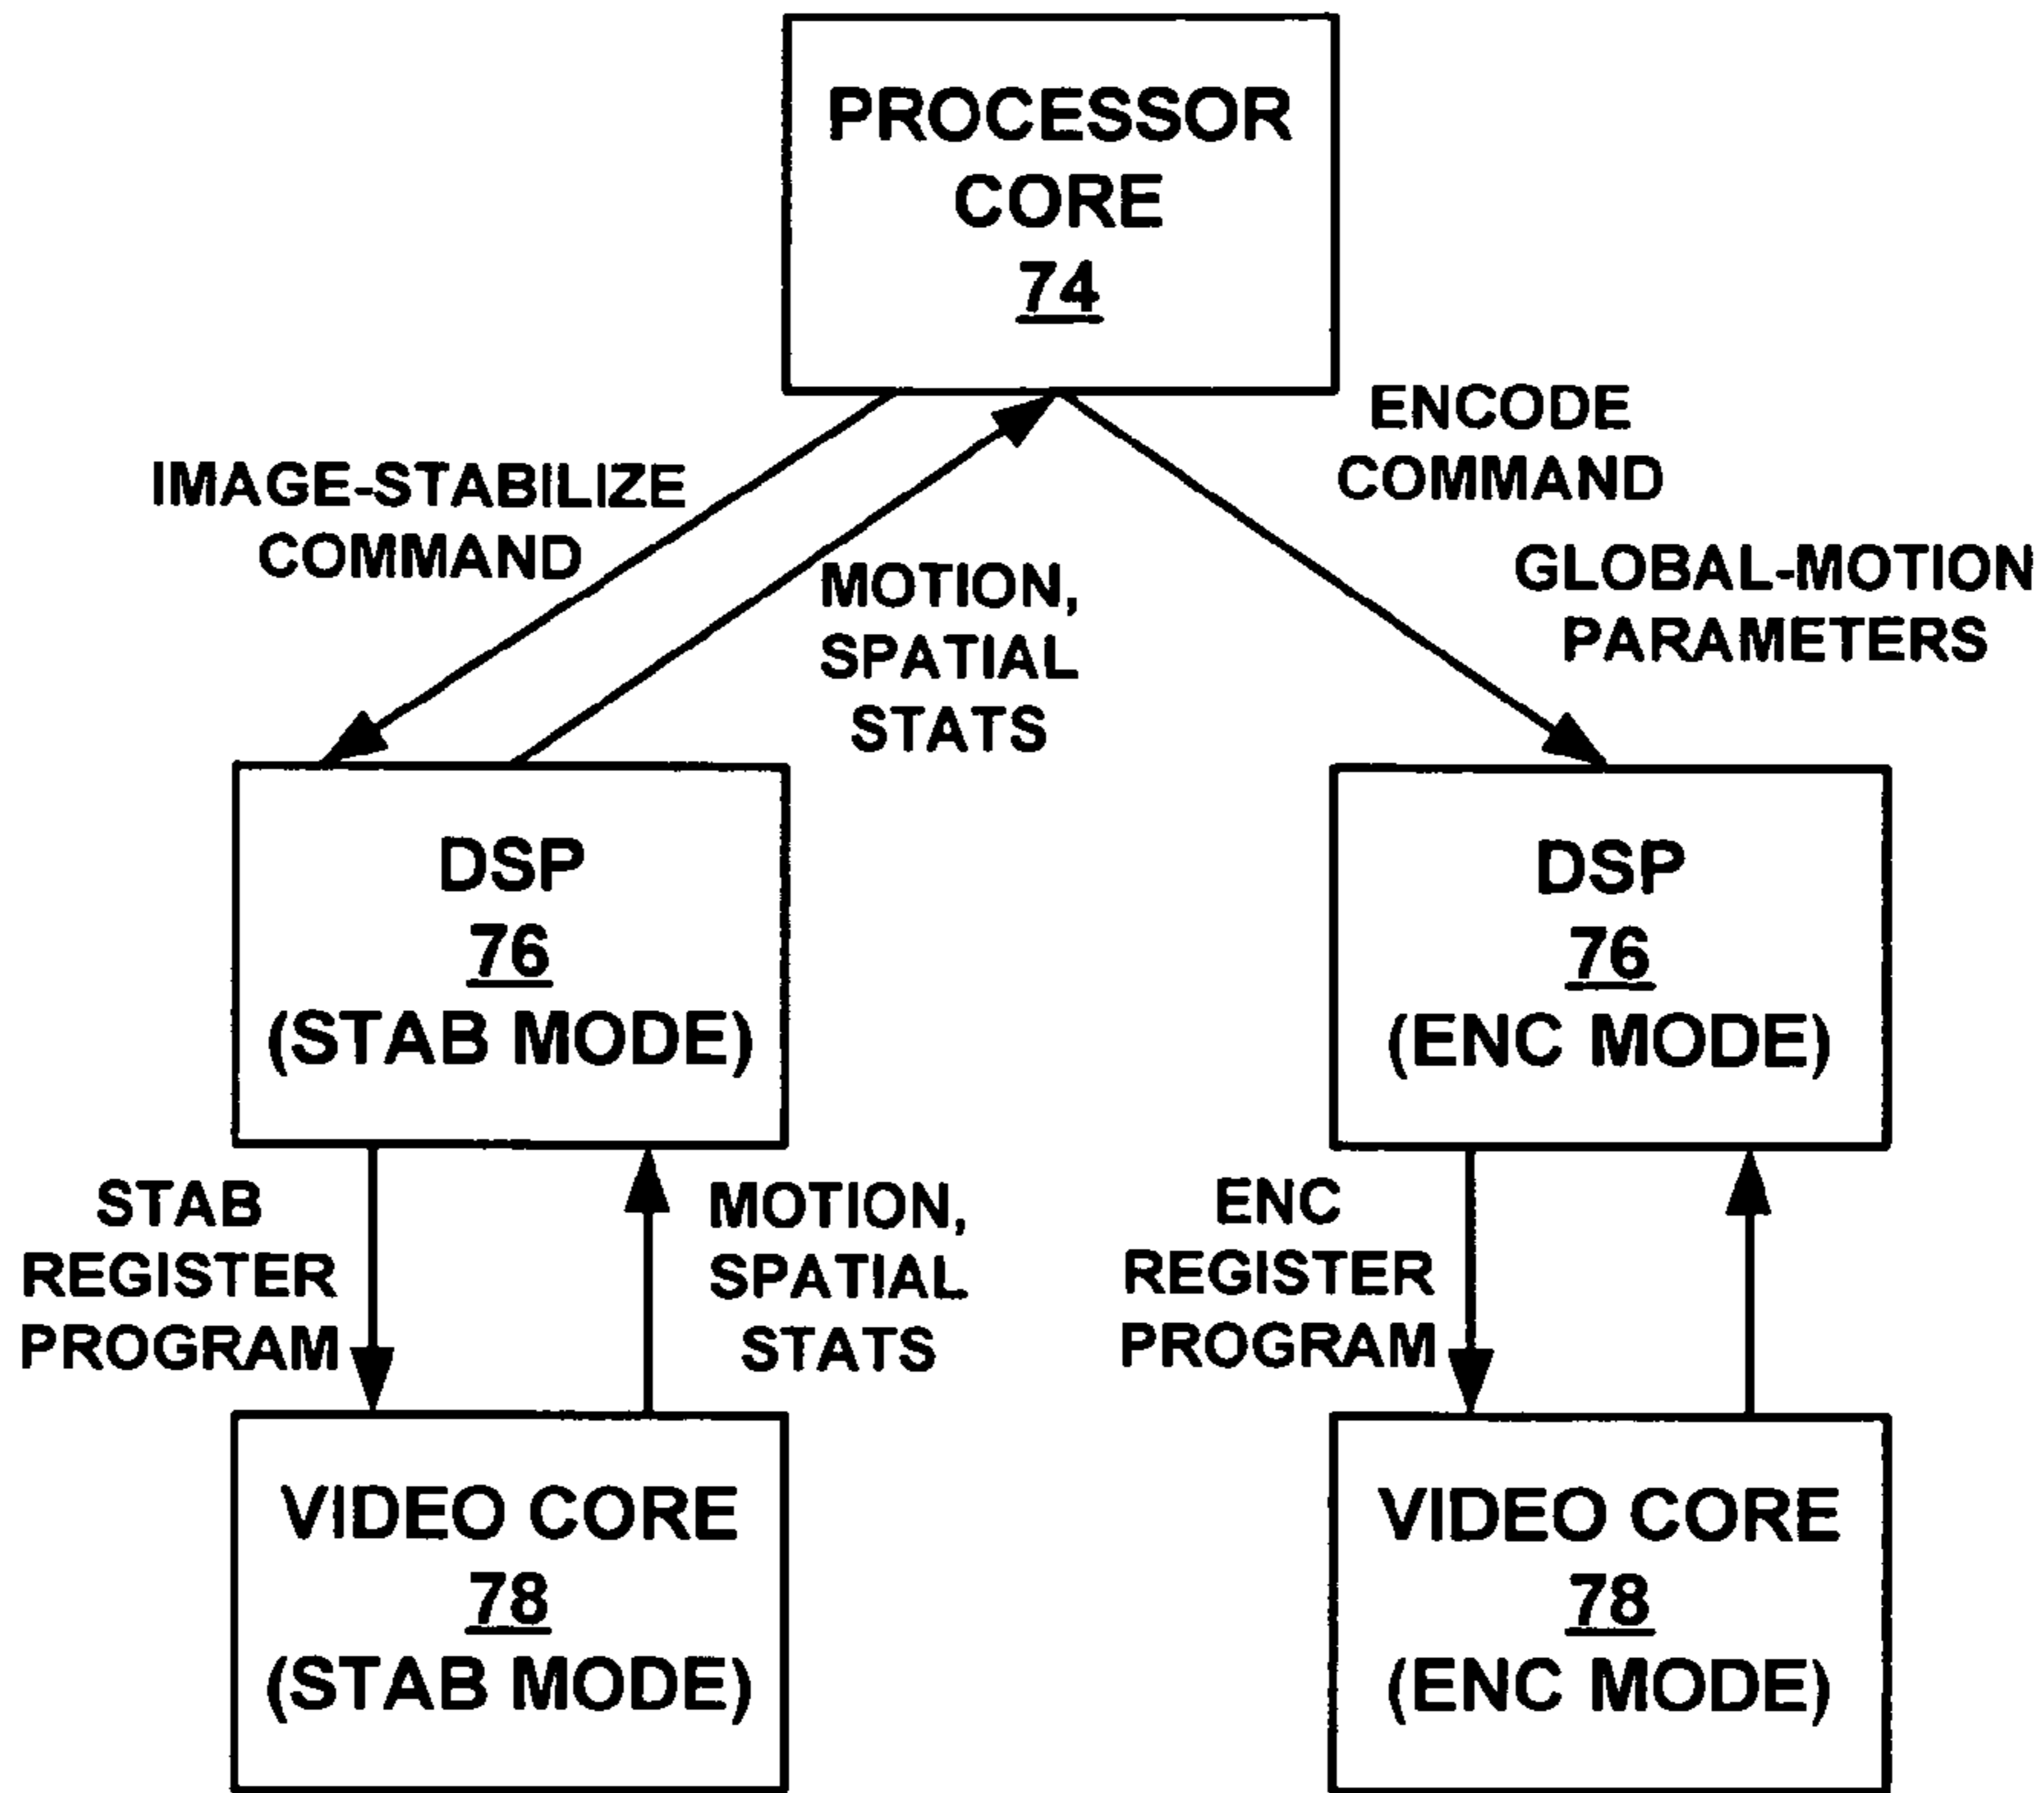 PROCESSOR
CORE
74
ENCODE
COMMAND
IMAGE-STABILIZE
COMMAND
MOTION,
SPATIAL
STATS
GLOBAL-MOTION
PARAMETERS
DSP
76
(STAB MODE)
DSP
76
(ENC MODE)
STAB
REGISTER
PROGRAM
MOTION,
SPATIAL
STATS
ENC
REGISTER
PROGRAM
VIDEO CORE
78
(STAB MODE)
VIDEO CORE
78
(ENC MODE)